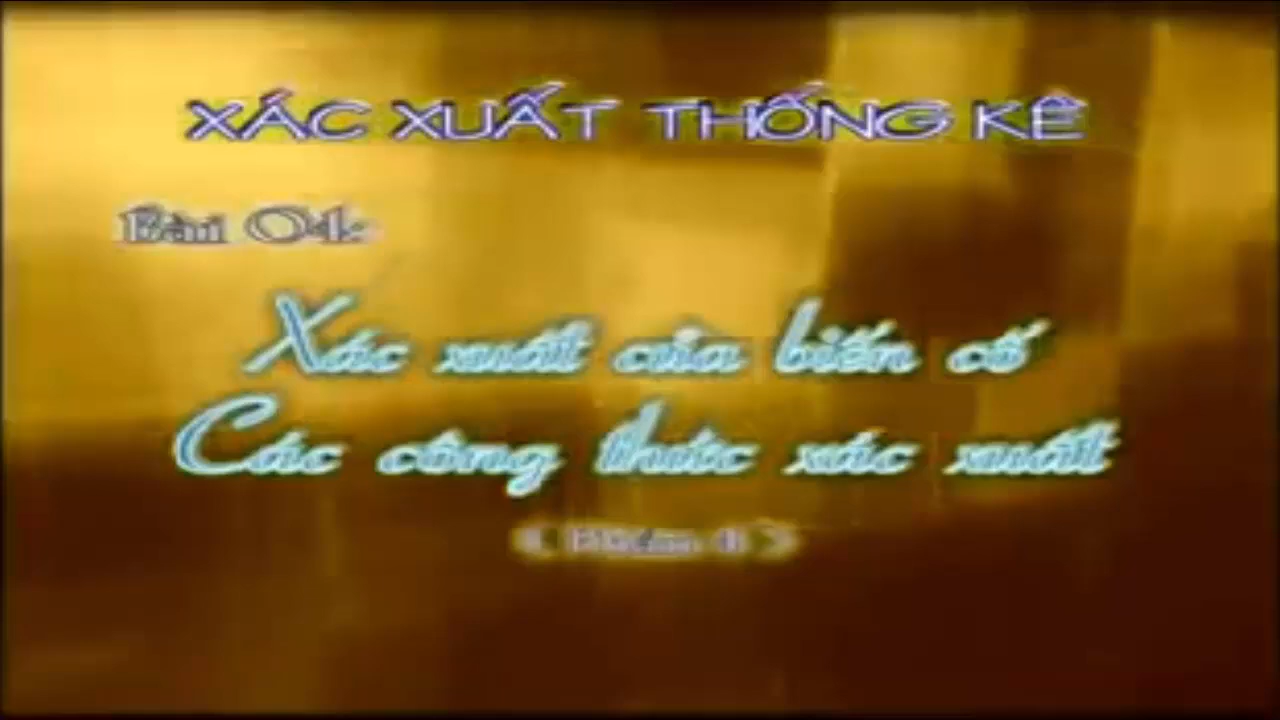 XÁC XUẤT THỐNG KÊ
Bài 04:
Xác xuất của biến cố
Các công thức xác xuất